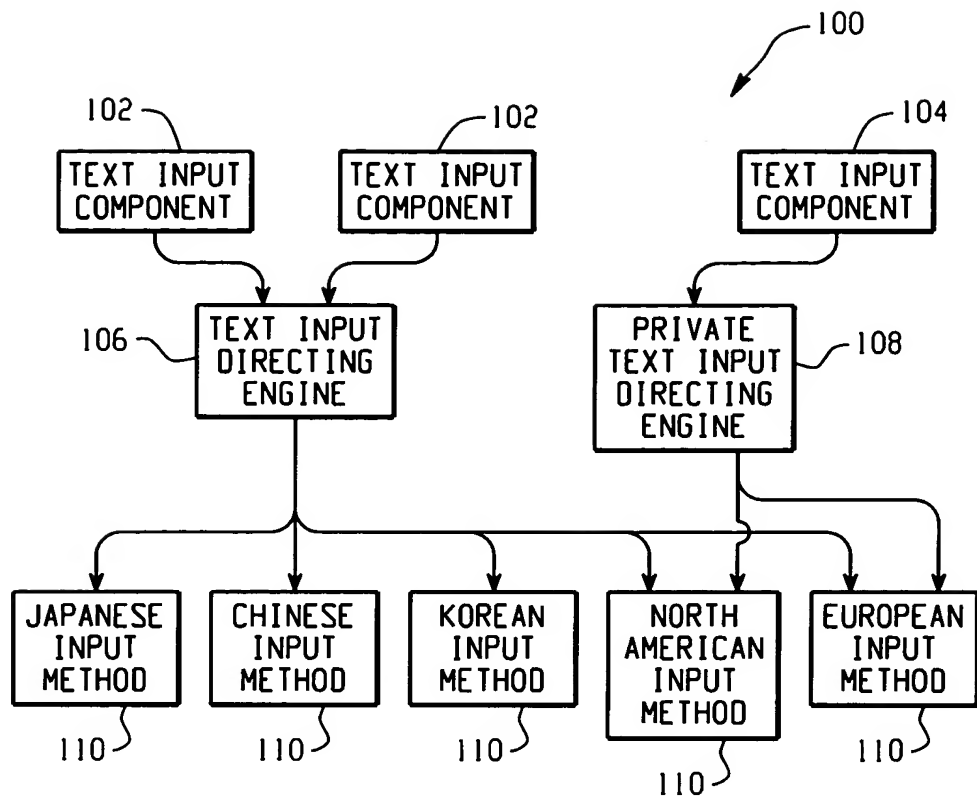 100
102
102
104
TEXT INPUT
COMPONENT
TEXT INPUT
COMPONENT
TEXT INPUT
COMPONENT
106
TEXT INPUT
DIRECTING
ENGINE
PRIVATE
TEXT INPUT
DIRECTING
ENGINE
108
JAPANESE
INPUT
METHOD
CHINESE
INPUT
METHOD
KOREAN
INPUT
METHOD
NORTH
AMERICAN
INPUT
METHOD
EUROPEAN
INPUT
METHOD
110
110
110
110
110